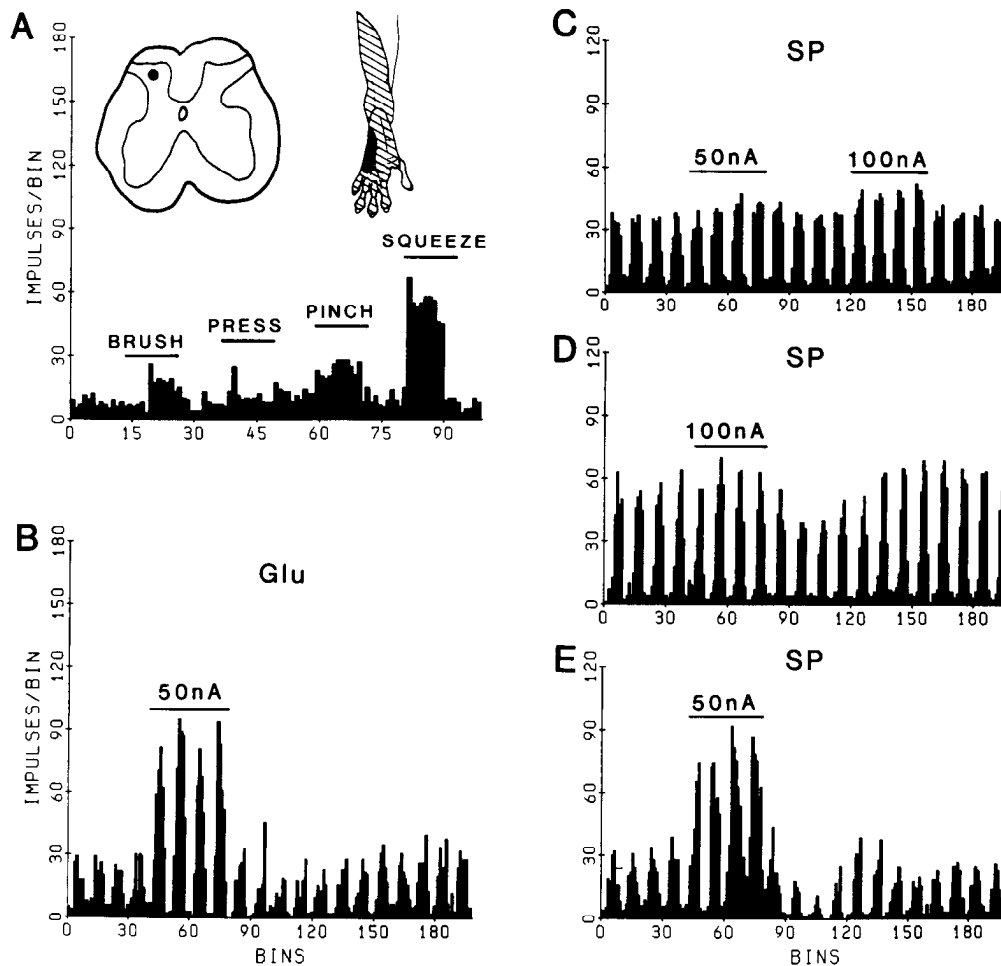 A
IMPULSES/BIN
180
150
120
90
60
30
0
BRUSH
PRESS
PINCH
SQUEEZE
0 15 30 45 60 75 90
BINS
B
Glu
IMPULSES/BIN
180
150
120
90
60
30
0
50nA
0 30 60 90 120 150 180
BINS
C
SP
120
90
60
30
0
50nA
100nA
0 30 60 90 120 150 180
D
SP
120
90
60
30
0
100nA
0 30 60 90 120 150 180
E
SP
120
90
60
30
0
50nA
0 30 60 90 120 150 180
BINS